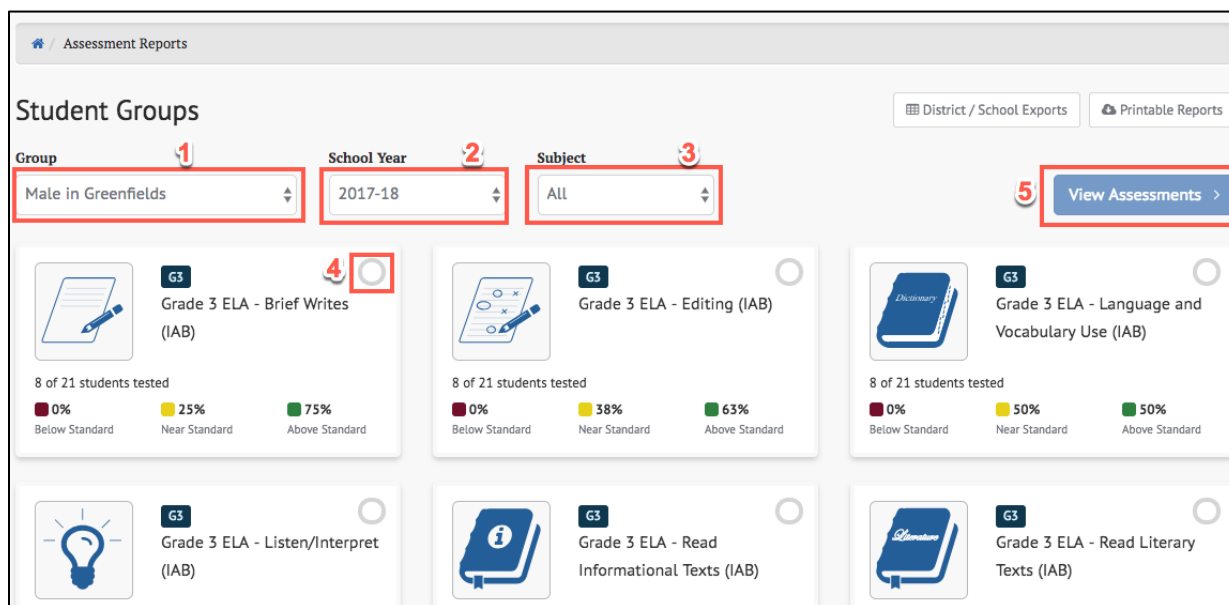 / Assessment Reports
Student Groups
District / School Exports
Printable Reports
Group
1
School Year
2
Subject
3
Male in Greenfields
2017-18
All
5
View Assessments >
4
G3
Grade 3 ELA - Brief Writes
(IAB)
8 of 21 students tested
0%
25%
75%
Below Standard
Near Standard
Above Standard
G3
Grade 3 ELA - Editing (IAB)
8 of 21 students tested
0%
38%
63%
Below Standard
Near Standard
Above Standard
Dictionary
G3
Grade 3 ELA - Language and
Vocabulary Use (IAB)
8 of 21 students tested
0%
50%
50%
Below Standard
Near Standard
Above Standard
G3
Grade 3 ELA - Listen/Interpret
(IAB)
i
G3
Grade 3 ELA - Read
Informational Texts (IAB)
Literature
G3
Grade 3 ELA - Read Literary
Texts (IAB)